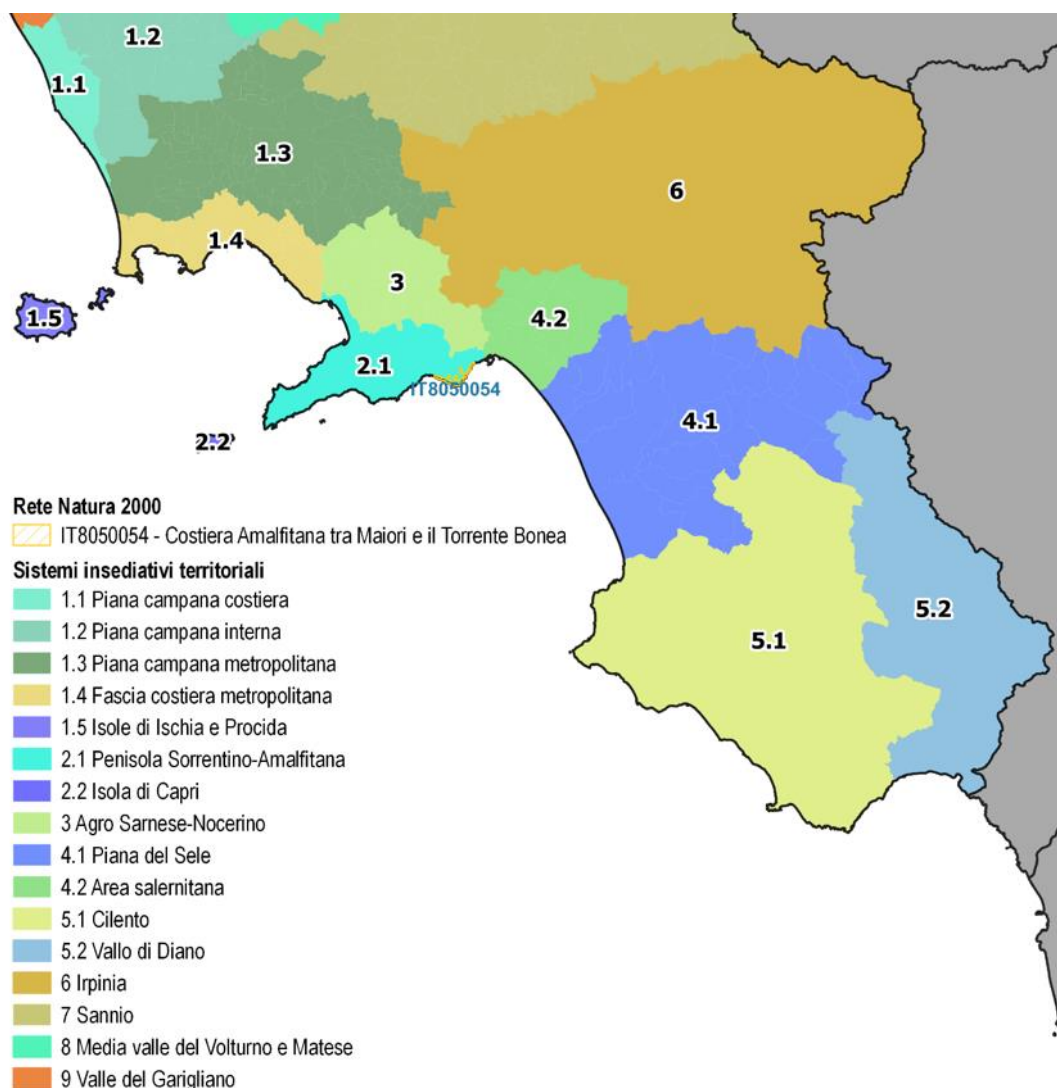 1.2
1.1
1.3
6
1.4
3
1.5
4.2
2.1
IT8050054
4.1
2.2
5.2
5.1
Rete Natura 2000
IT8050054 - Costiera Amalfitana tra Maiori e il Torrente Bonea
Sistemi insediativi territoriali
1.1 Piana campana costiera
1.2 Piana campana interna
1.3 Piana campana metropolitana
1.4 Fascia costiera metropolitana
1.5 Isole di Ischia e Procida
2.1 Penisola Sorrentino-Amalfitana
2.2 Isola di Capri
3 Agro Sarnese-Nocerino
4.1 Piana del Sele
4.2 Area salernitana
5.1 Cilento
5.2 Vallo di Diano
6 Irpinia
7 Sannio
8 Media valle del Volturno e Matese
9 Valle del Garigliano